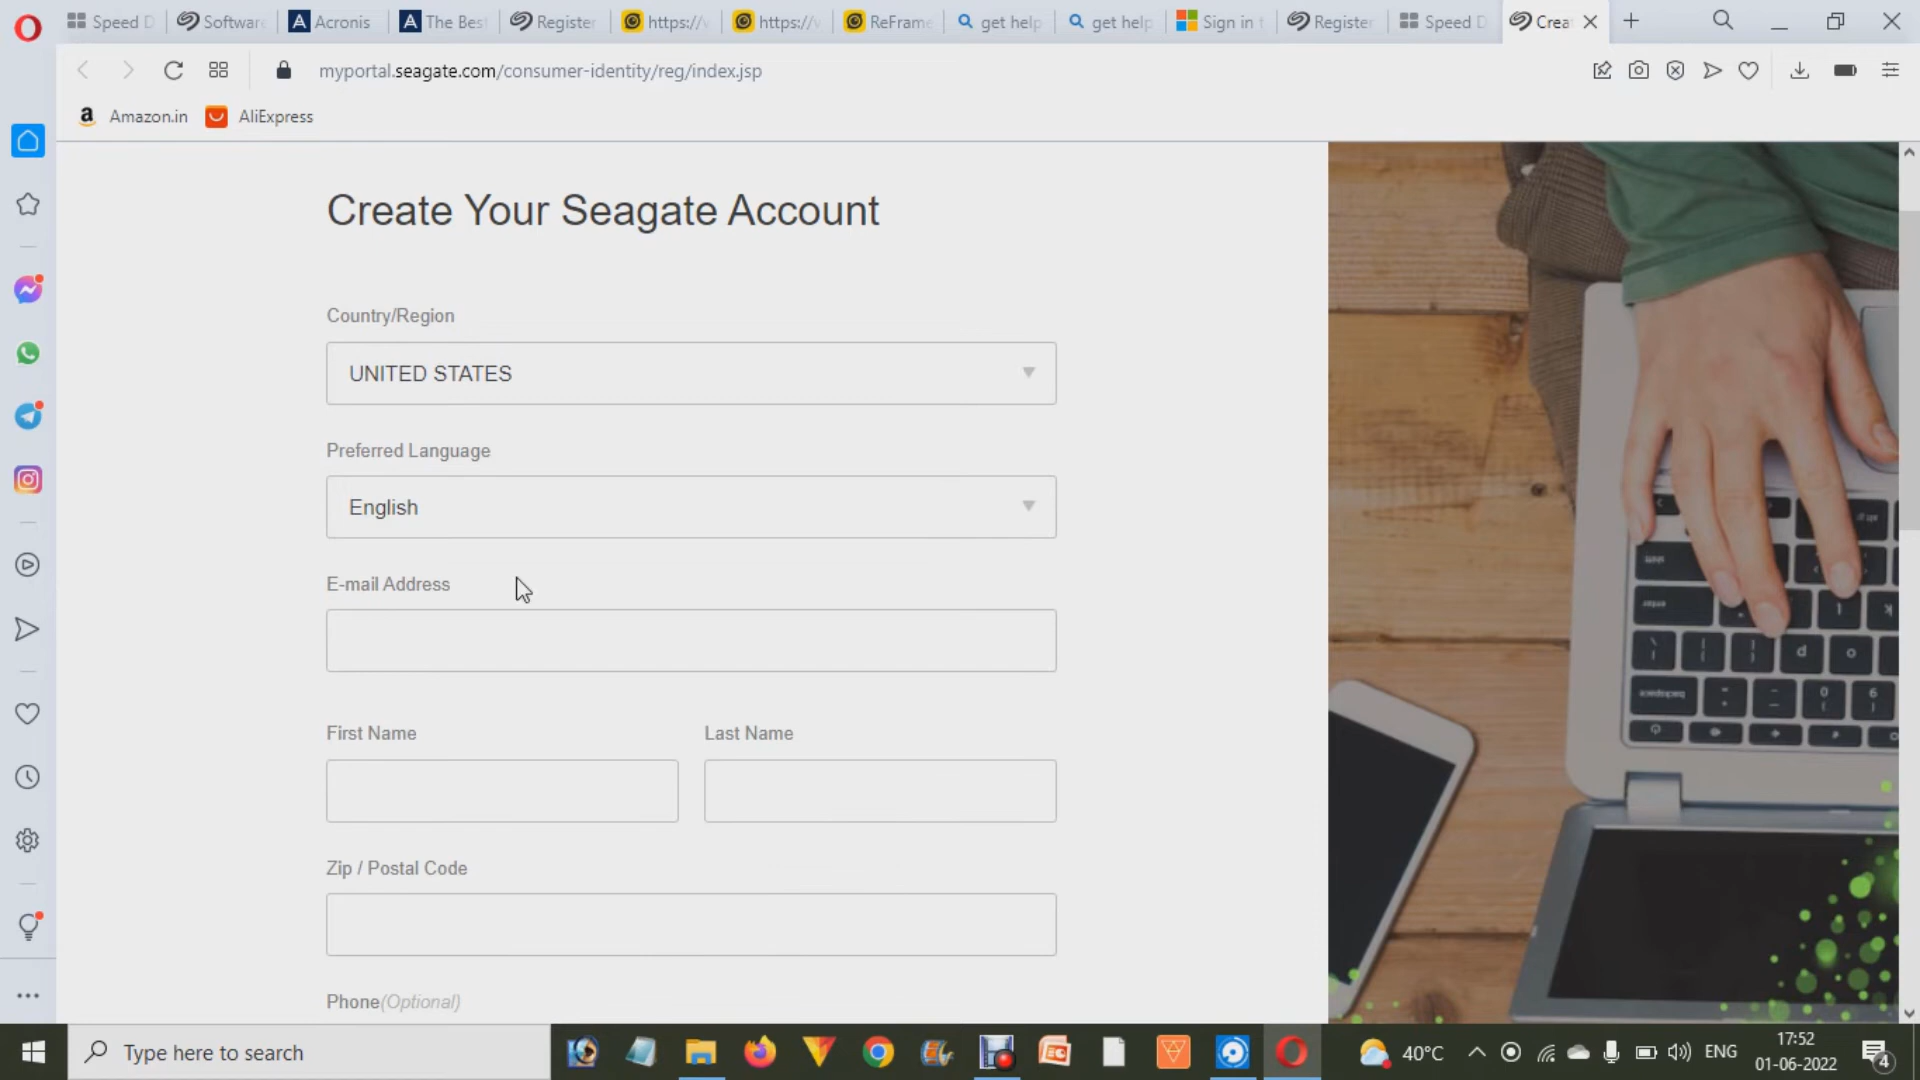 Speed D
Software
Acronis
The Bes
Register
https://v
https://v
ReFrame
get help
get help
Sign in t
Register
Speed D
Crea
myportal.seagate.com/consumer-identity/reg/index.jsp
Amazon.in
AliExpress
Create Your Seagate Account
Country/Region
UNITED STATES
Preferred Language
English
E-mail Address
First Name
Last Name
Zip / Postal Code
Phone(Optional)
Type here to search
40°C
ENG
17:52
01-06-2022
4